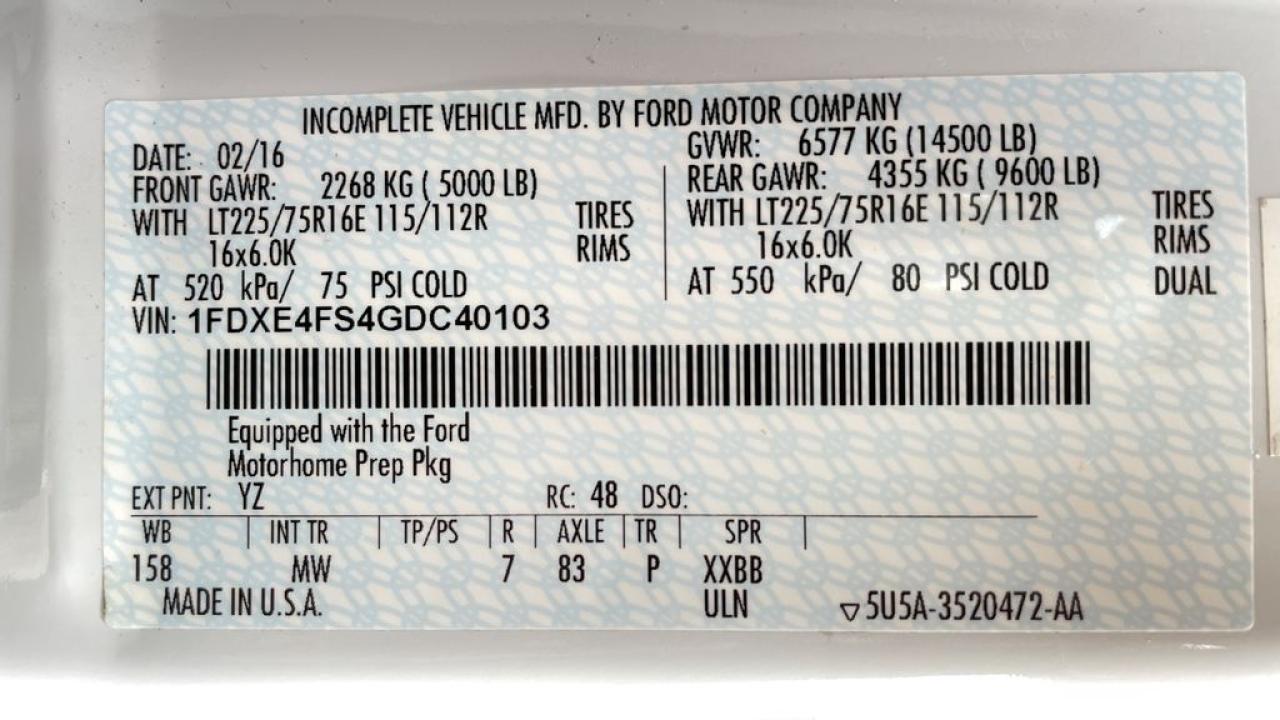 INCOMPLETE VEHICLE MFD. BY FORD MOTOR COMPANY
DATE: 02/16
GVWR: 6577 KG (14500 LB)
FRONT GAWR: 2268 KG ( 5000 LB)
REAR GAWR: 4355 KG ( 9600 LB)
WITH LT225/75R16E 115/112R TIRES
WITH LT225/75R16E 115/112R TIRES
16x6.0K RIMS
16x6.0K RIMS
AT 520 kPa/ 75 PSI COLD
AT 550 kPa/ 80 PSI COLD DUAL
VIN: 1FDXE4FS4GDC40103
Equipped with the Ford
Motorhome Prep Pkg
EXT PNT: YZ RC: 48 DSO:
WB INT TR TP/PS R AXLE TR SPR
158 MW 7 83 P XXBB
MADE IN U.S.A. ULN ▽5U5A-3520472-AA